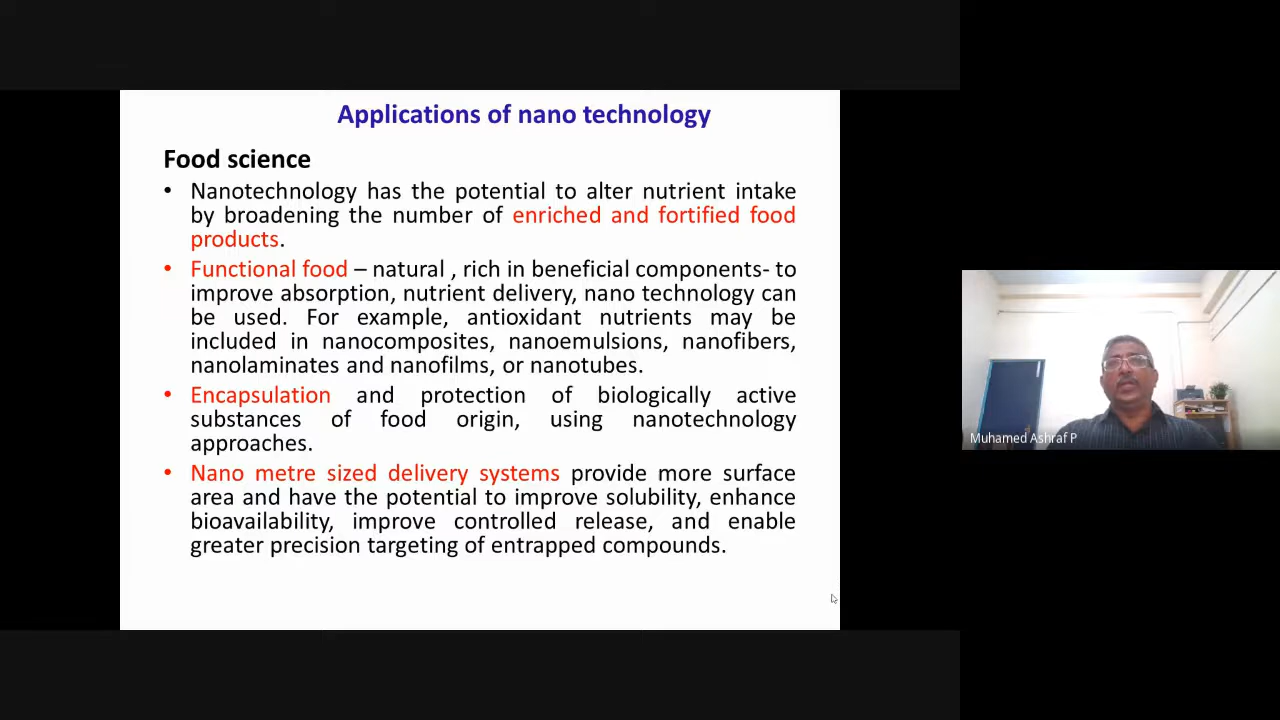 Applications of nano technology
Food science
• Nanotechnology has the potential to alter nutrient intake
by broadening the number of enriched and fortified food
products.
• Functional food – natural , rich in beneficial components- to
improve absorption, nutrient delivery, nano technology can
be used. For example, antioxidant nutrients may be
included in nanocomposites, nanoemulsions, nanofibers,
nanolaminates and nanofilms, or nanotubes.
• Encapsulation and protection of biologically active
substances of food origin, using nanotechnology
approaches.
• Nano metre sized delivery systems provide more surface
area and have the potential to improve solubility, enhance
bioavailability, improve controlled release, and enable
greater precision targeting of entrapped compounds.
Muhamed Ashraf P